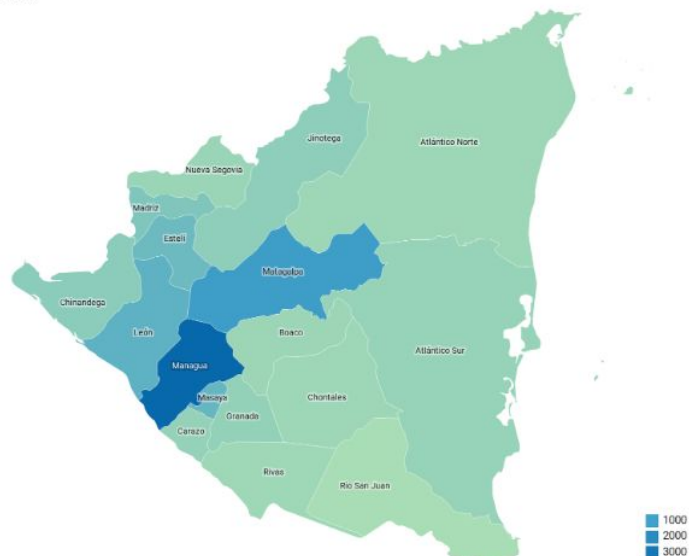 Jinotega
Atlántico Norte
Nueva Segovia
Madriz
Estelí
Matagalpa
Chinandega
León
Boaco
Atlántico Sur
Managua
Masaya
Chontales
Granada
Carazo
Rivas
Río San Juan
1000
2000
3000